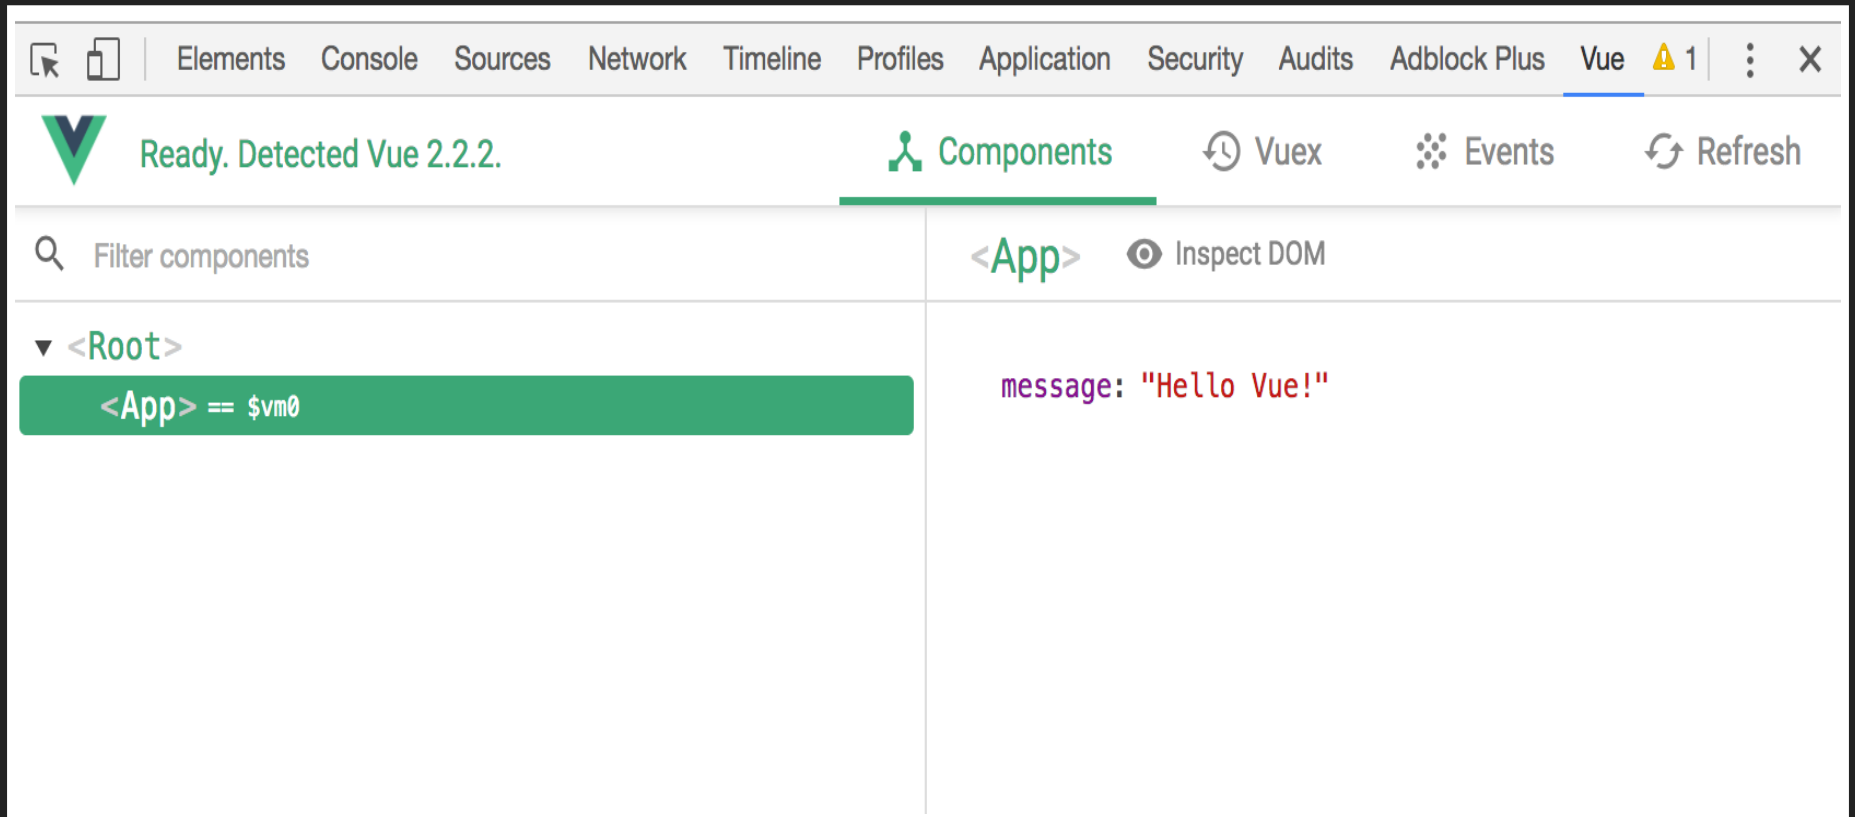 Elements Console Sources Network Timeline Profiles Application Security Audits Adblock Plus Vue 1
Ready. Detected Vue 2.2.2. Components Vuex Events Refresh
Filter components
<App> Inspect DOM
<Root>
<App> == $vm0
message: "Hello Vue!"